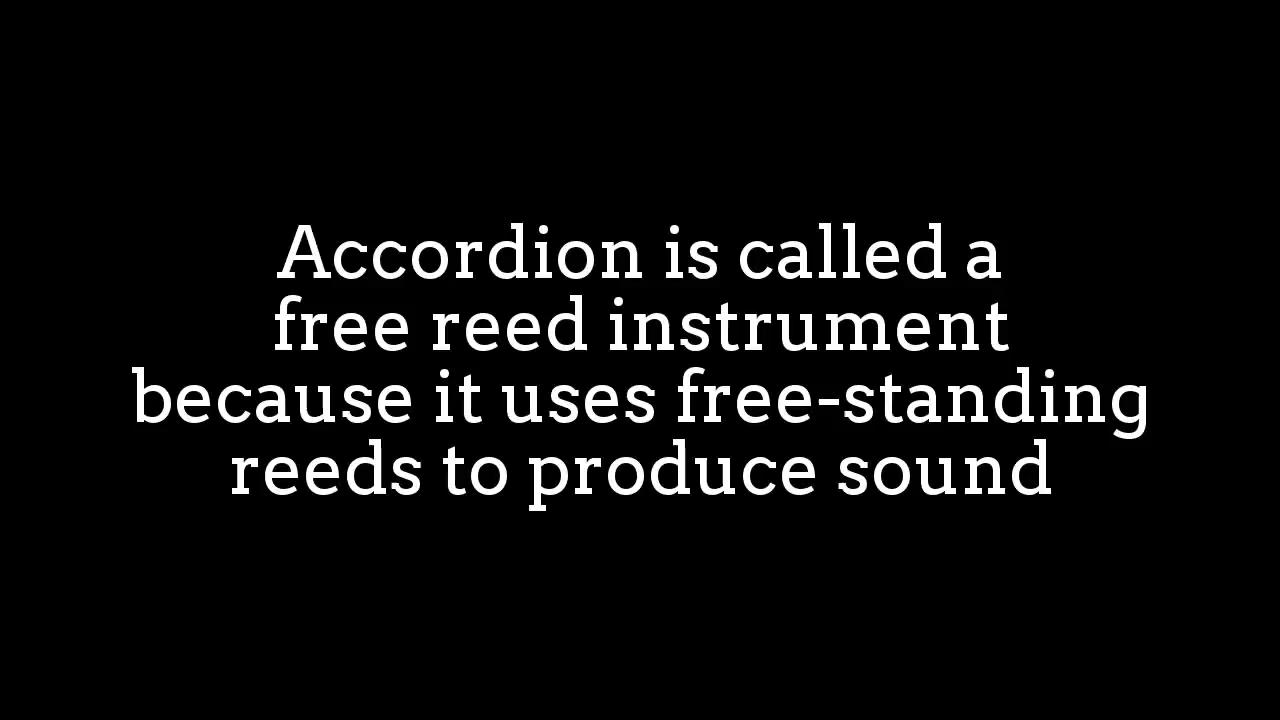 Accordion is called a
free reed instrument
because it uses free-standing
reeds to produce sound